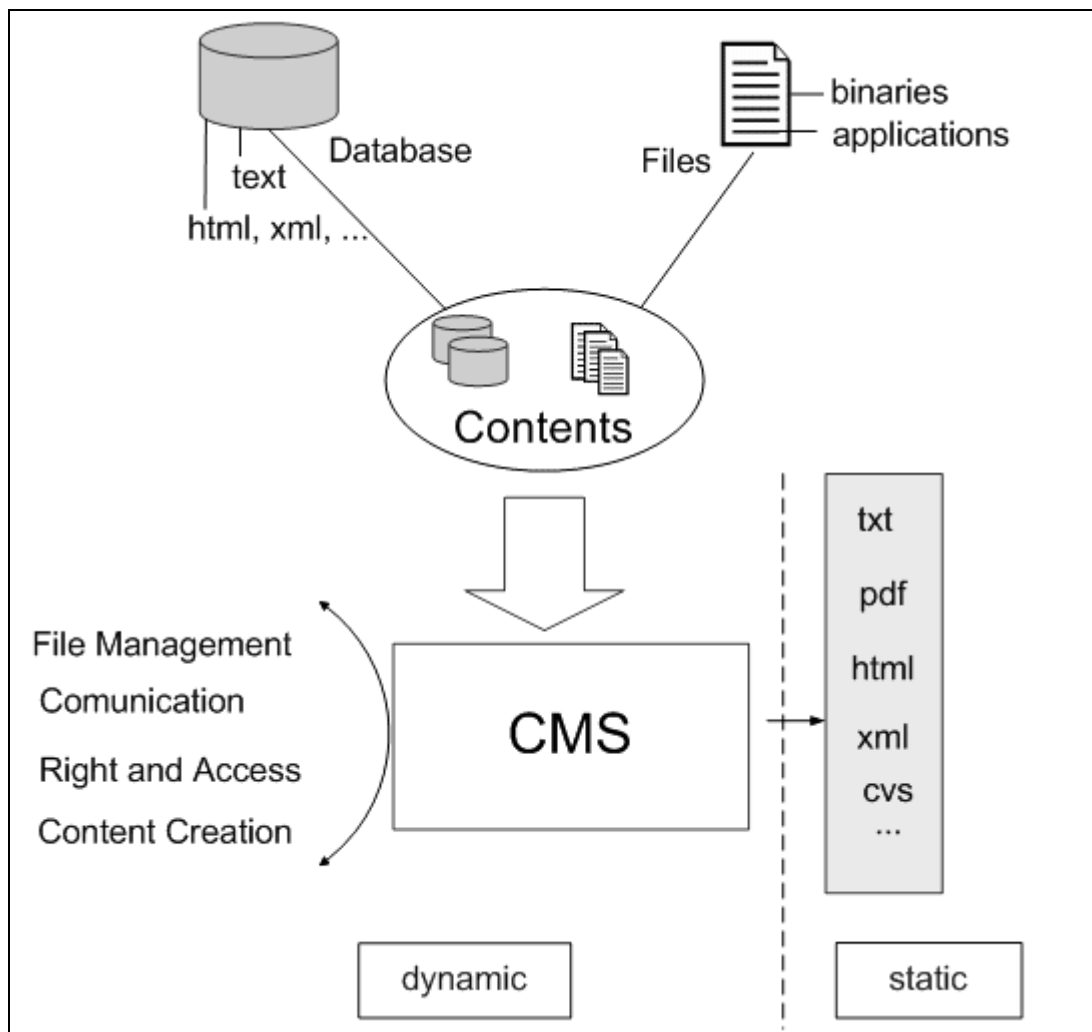 Database
text
html, xml, ...
Files
binaries
applications
Contents
File Management
Comunication
Right and Access
Content Creation
CMS
txt
pdf
html
xml
cvs
...
dynamic
static